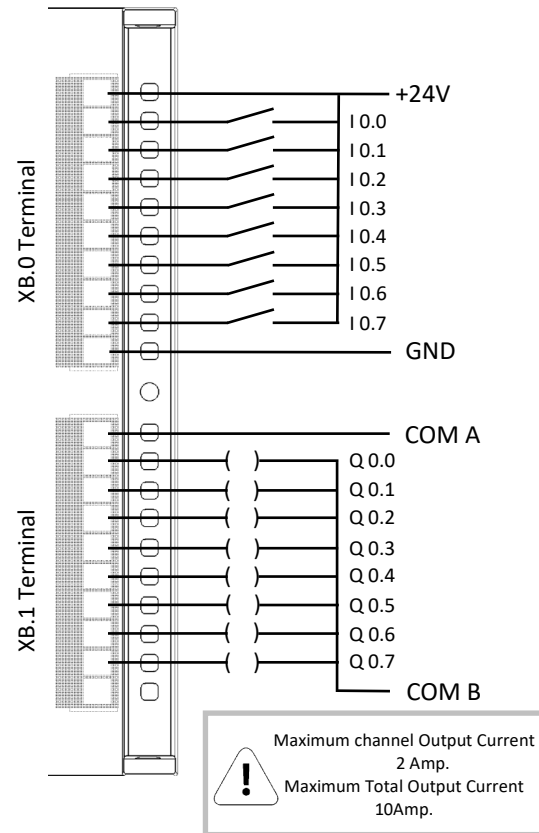 XB.0 Terminal
+24V
I 0.0
I 0.1
I 0.2
I 0.3
I 0.4
I 0.5
I 0.6
I 0.7
GND
XB.1 Terminal
COM A
Q 0.0
Q 0.1
Q 0.2
Q 0.3
Q 0.4
Q 0.5
Q 0.6
Q 0.7
COM B
!
Maximum channel Output Current
2 Amp.
Maximum Total Output Current
10Amp.